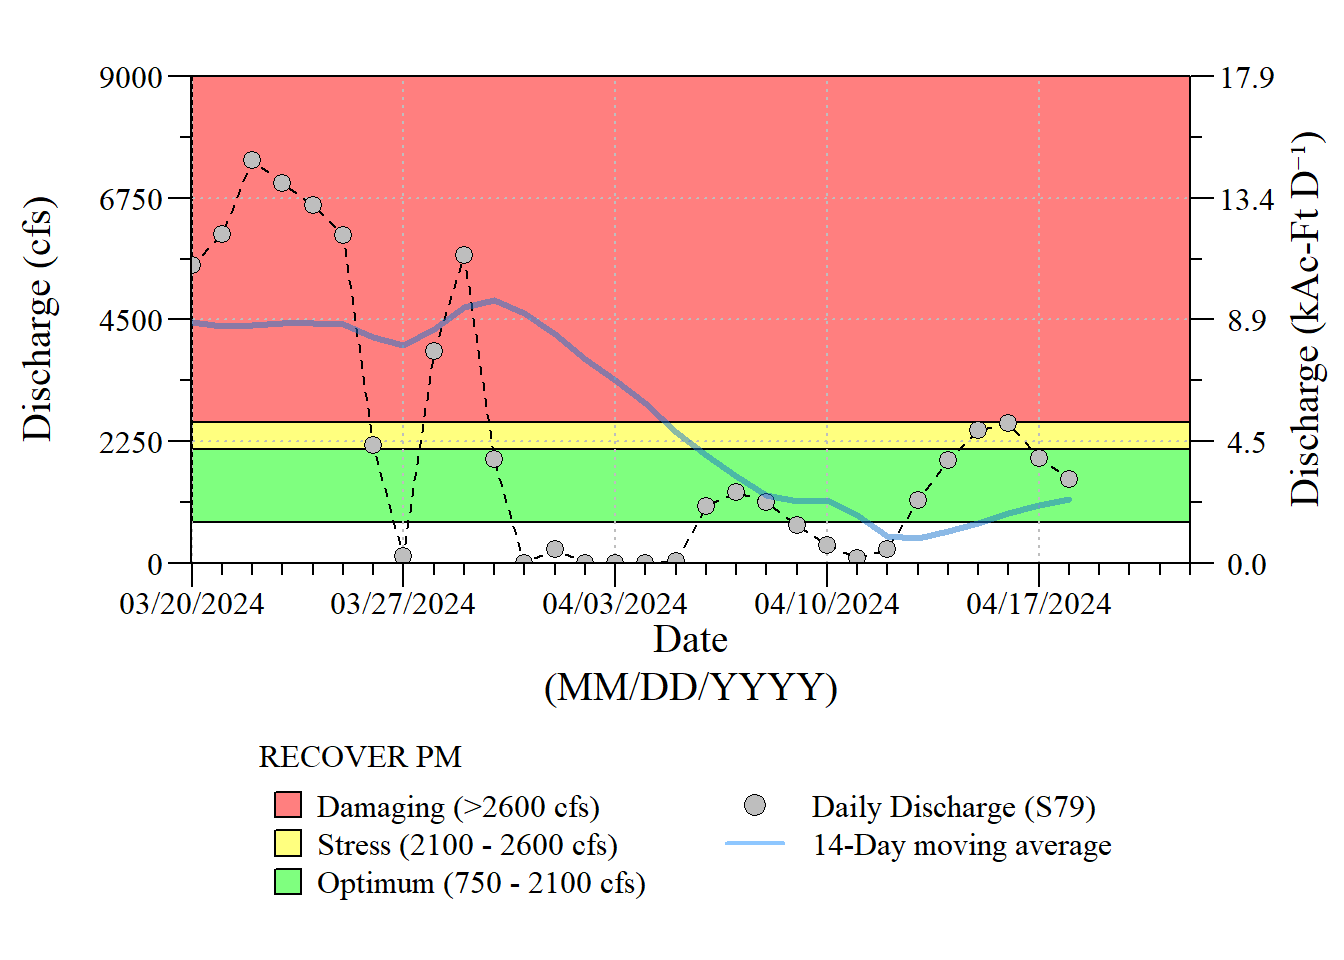 9000
6750
4500
2250
0
Discharge (cfs)
17.9
13.4
8.9
4.5
0.0
Discharge (kAc-Ft D⁻¹)
03/20/2024 03/27/2024 04/03/2024 04/10/2024 04/17/2024
Date
(MM/DD/YYYY)
RECOVER PM
Damaging (>2600 cfs)
Stress (2100 - 2600 cfs)
Optimum (750 - 2100 cfs)
Daily Discharge (S79)
14-Day moving average